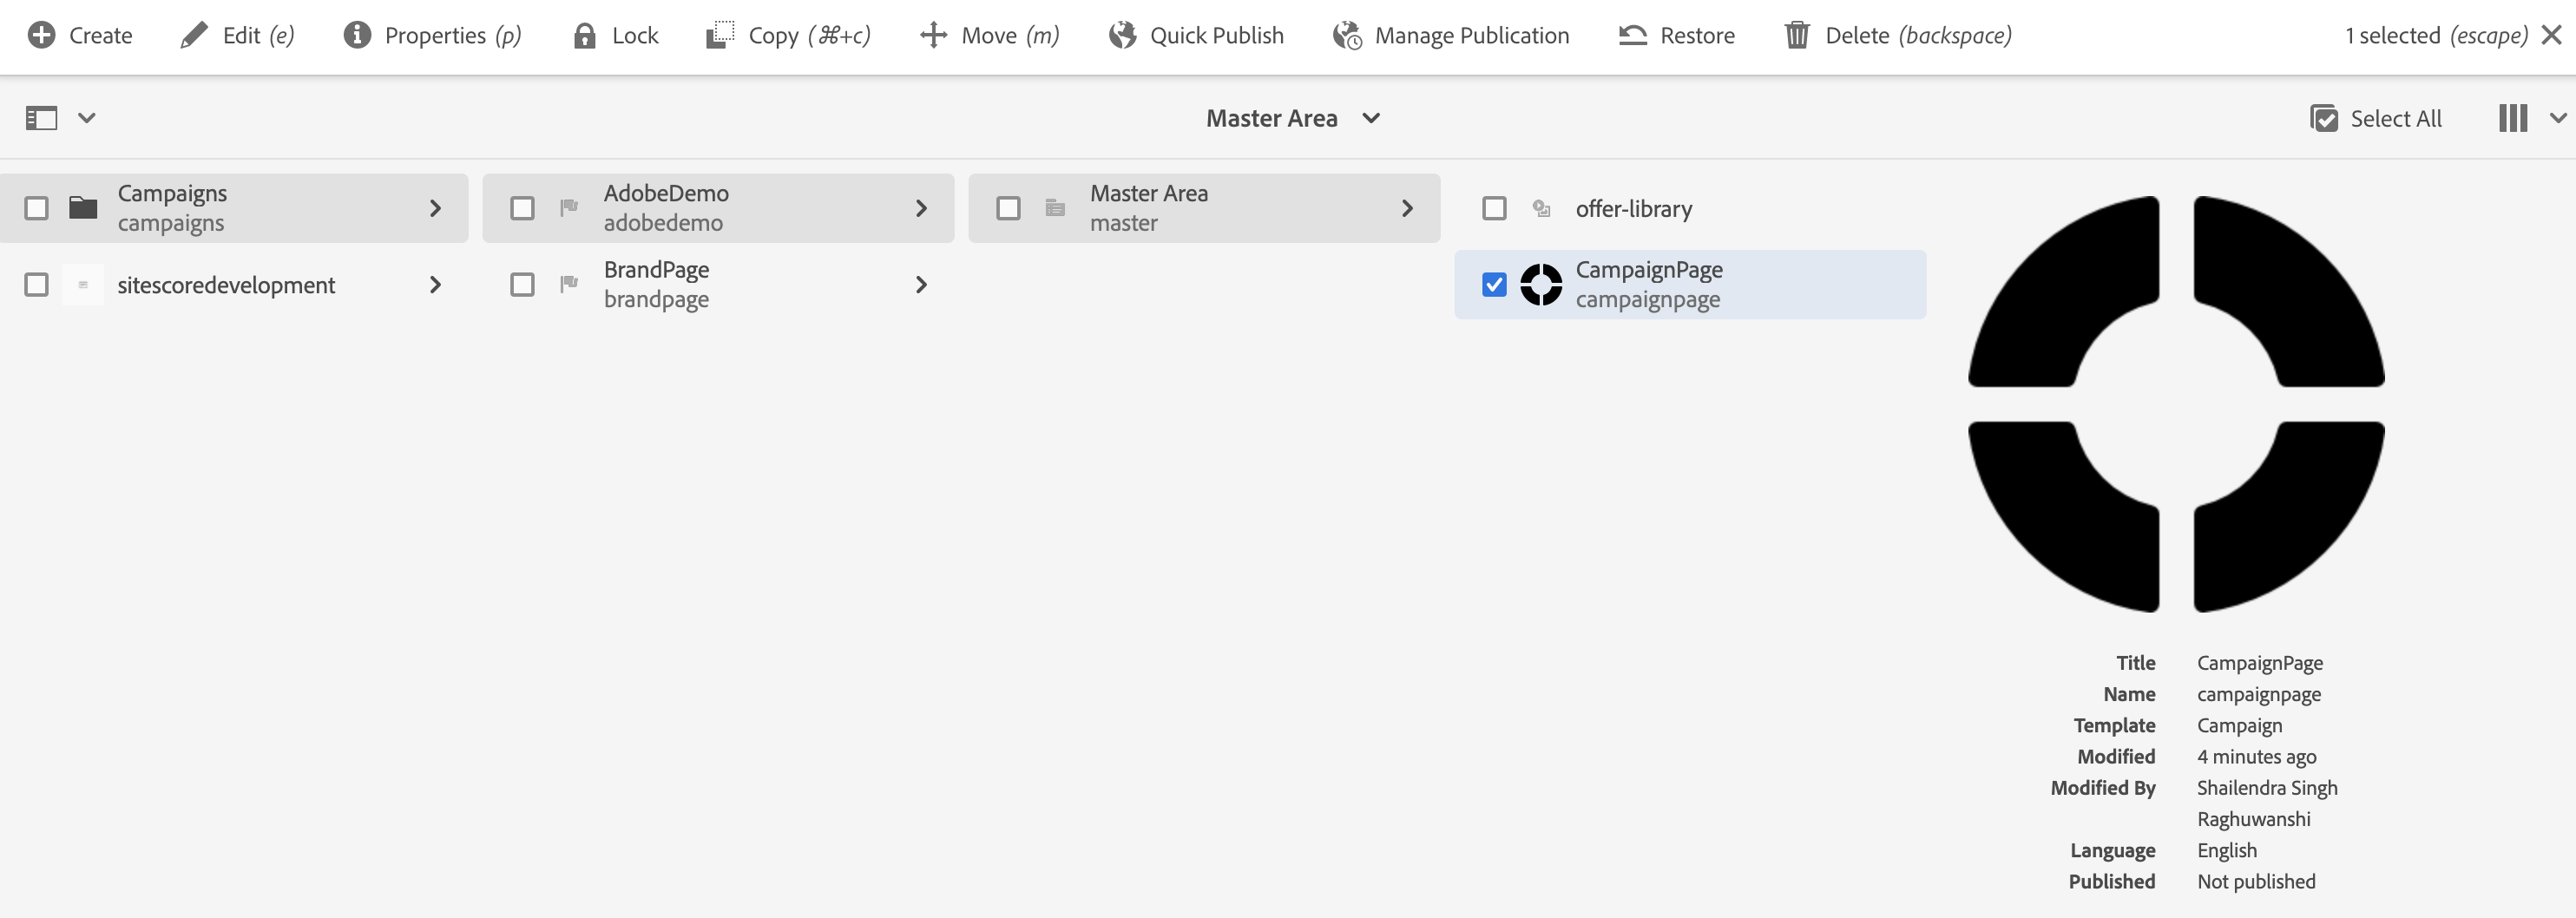 Create Edit (e) Properties (p) Lock Copy (⌘+c) Move (m) Quick Publish Manage Publication Restore Delete (backspace) 1 selected (escape)
Master Area Select All
Campaigns
campaigns
sitescoredevelopment
AdobeDemo
adobedemo
BrandPage
brandpage
Master Area
master
offer-library
CampaignPage
campaignpage
Title CampaignPage
Name campaignpage
Template Campaign
Modified 4 minutes ago
Modified By Shailendra Singh
Raghuwanshi
Language English
Published Not published